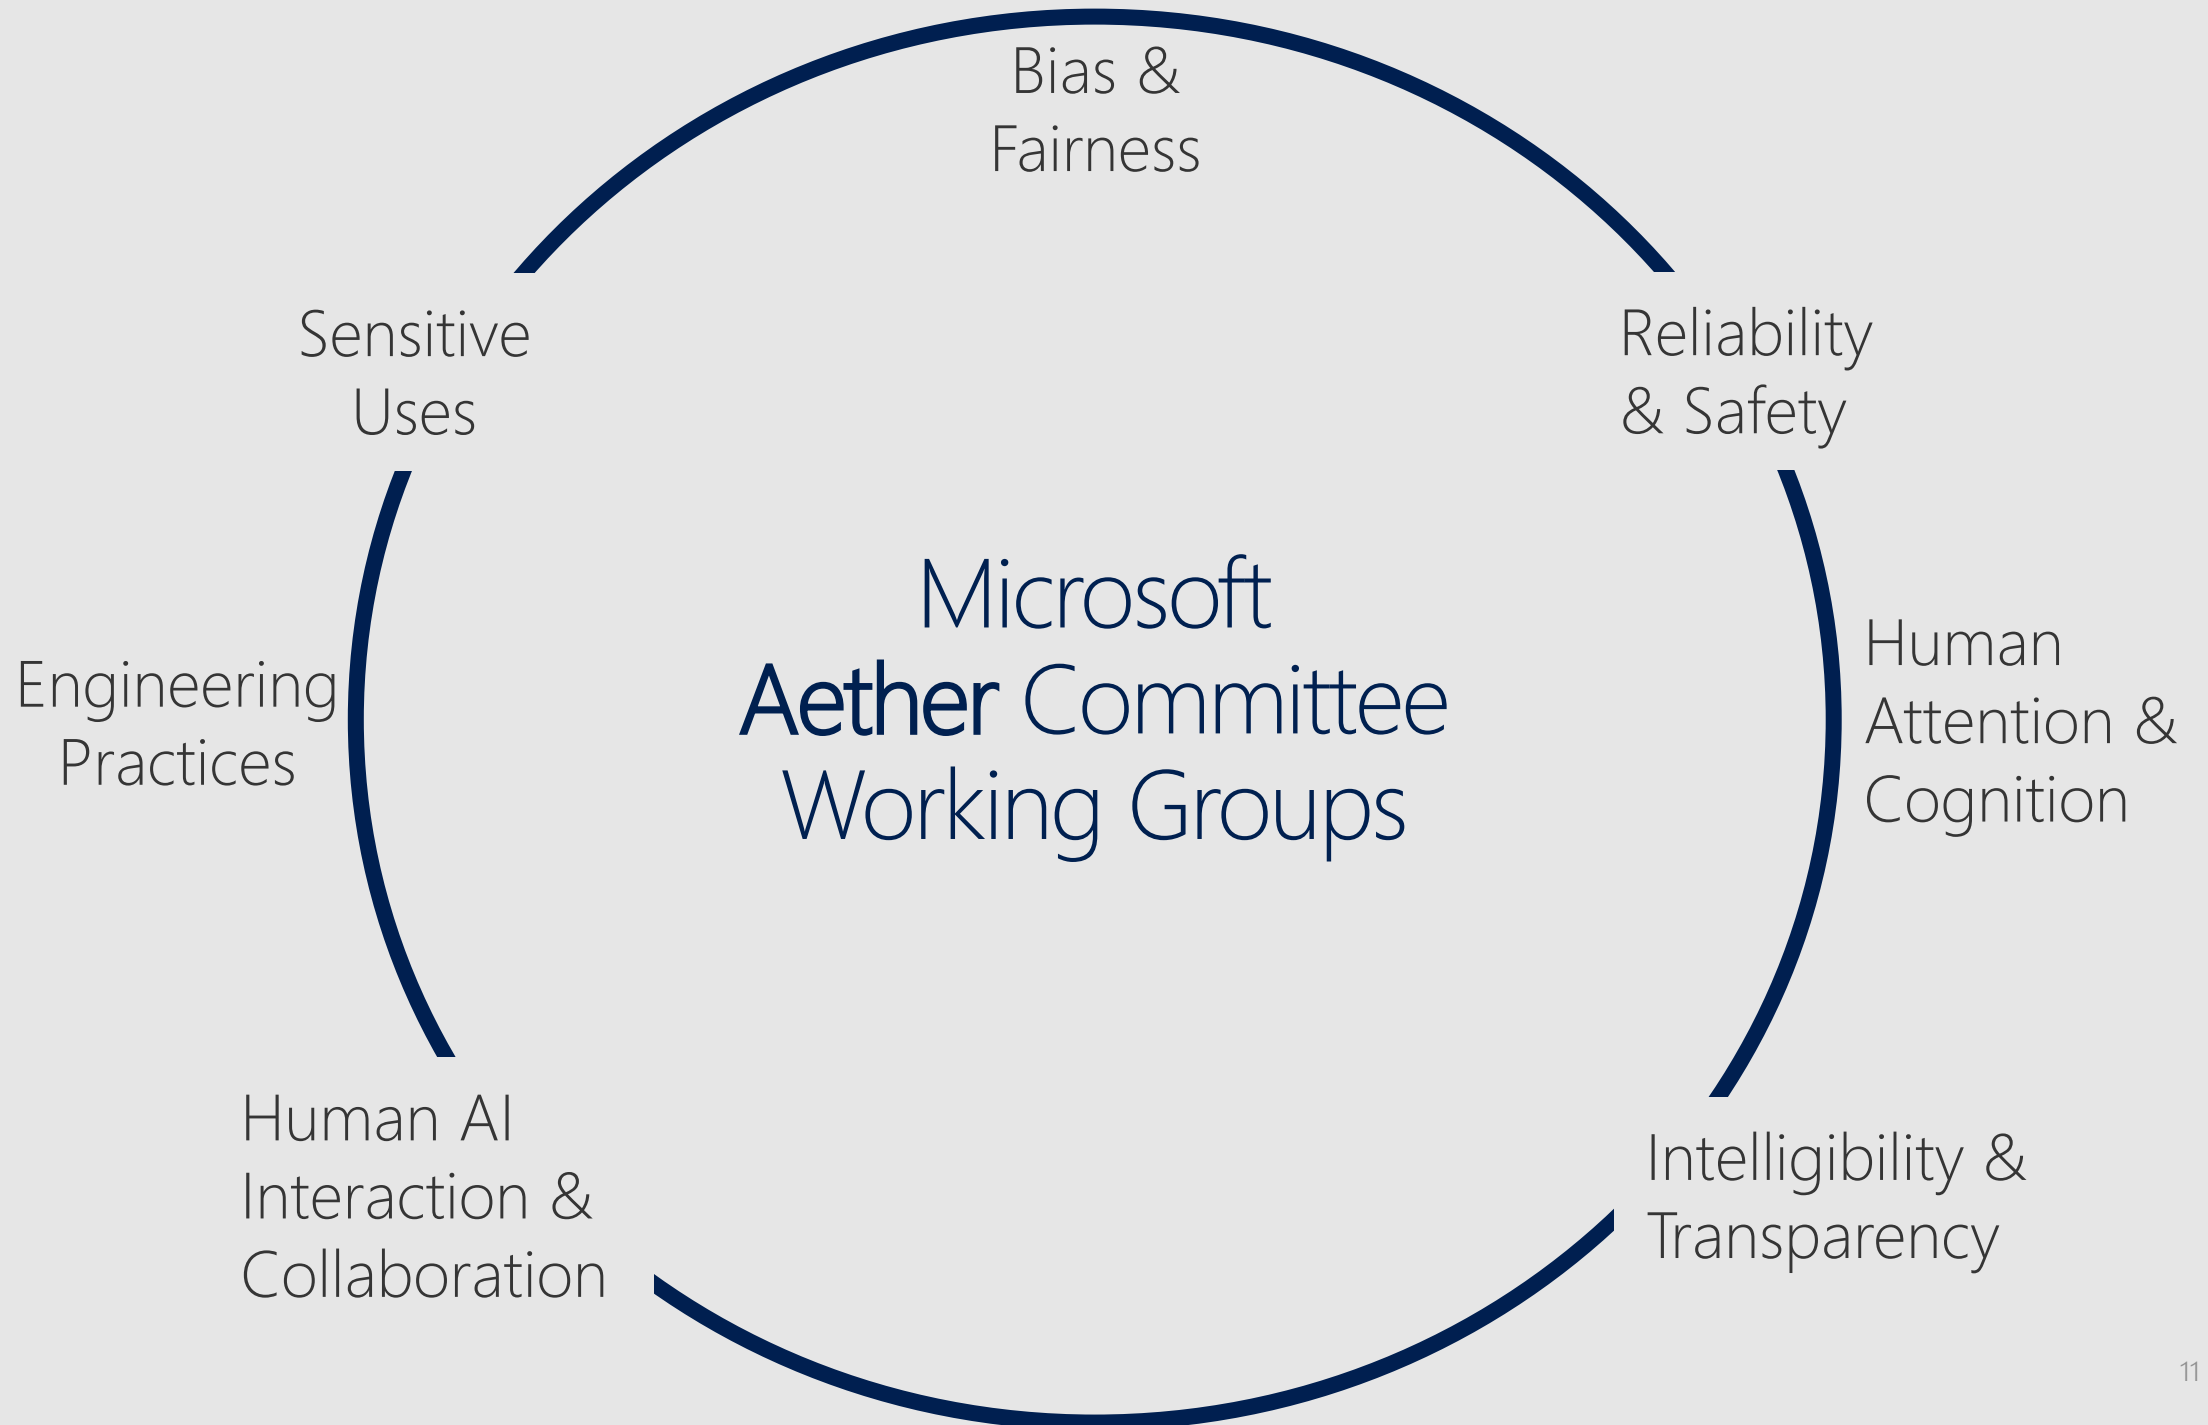 Bias &
Fairness
Sensitive
Uses
Reliability
& Safety
Microsoft
Aether Committee
Working Groups
Engineering
Practices
Human
Attention &
Cognition
Human AI
Interaction &
Collaboration
Intelligibility &
Transparency
11